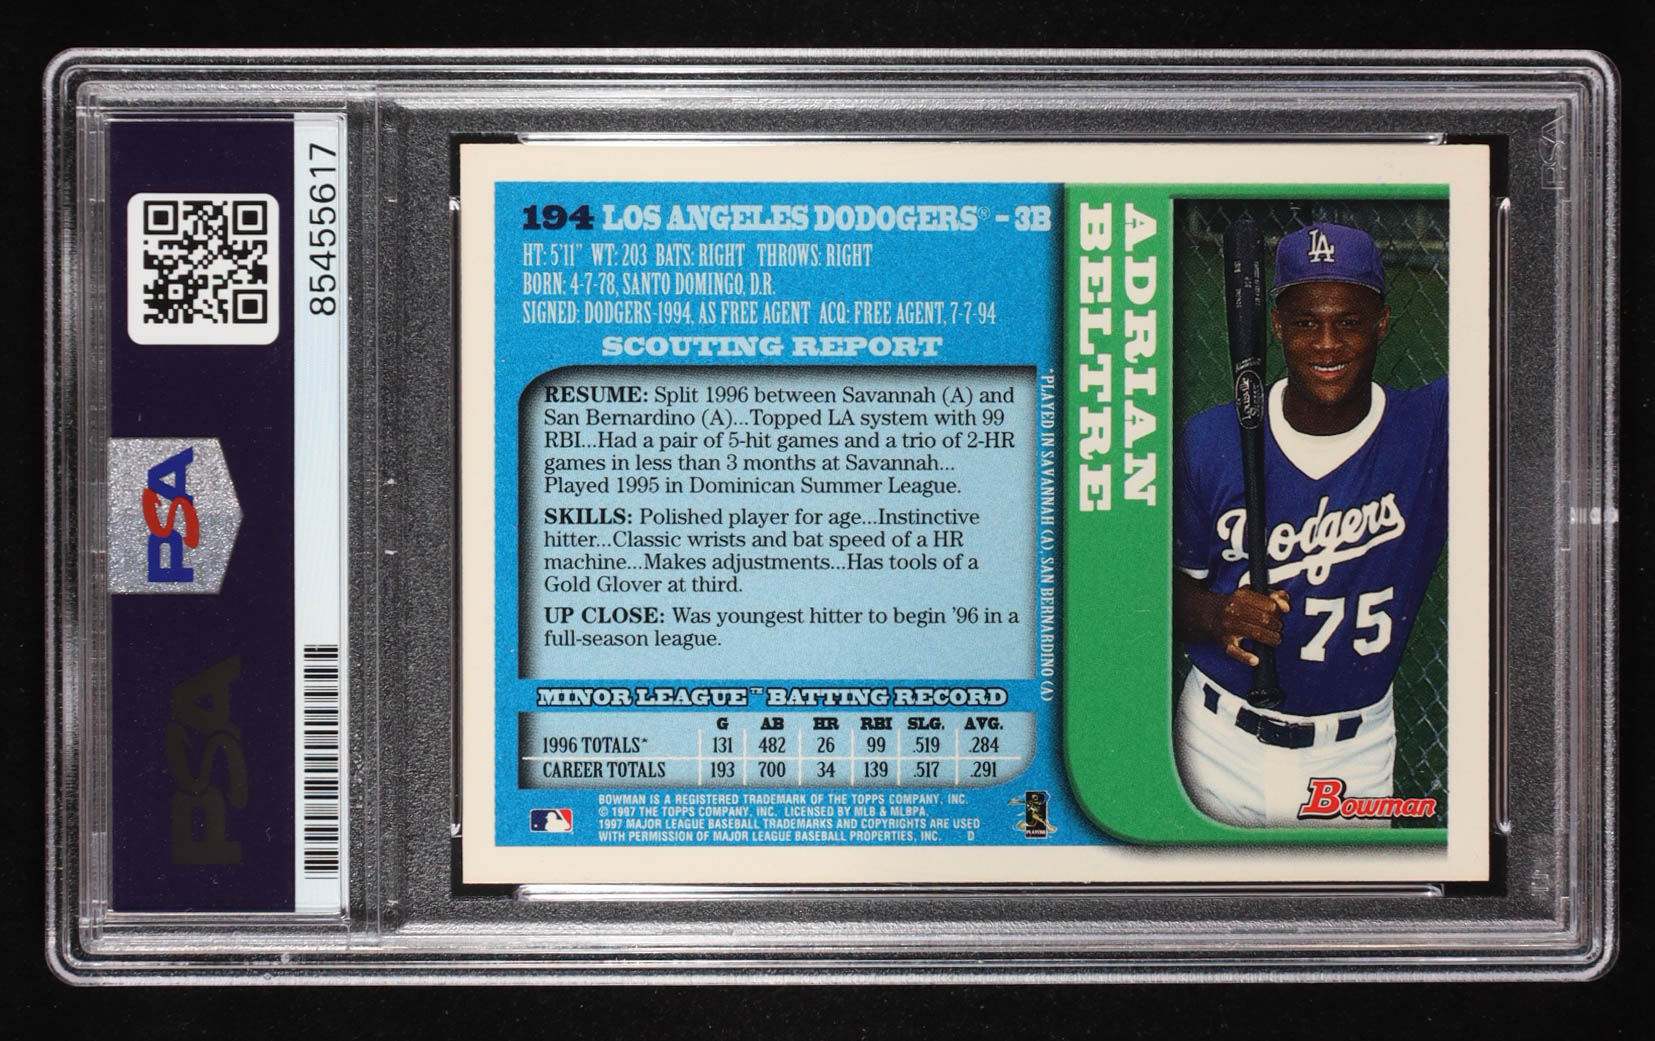 85455617
PSA
PSA
194 LOS ANGELES DODOGERS® – 3B
HT: 5'11" WT: 203 BATS: RIGHT THROWS: RIGHT
BORN: 4-7-78, SANTO DOMINGO, D.R.
SIGNED: DODGERS-1994, AS FREE AGENT ACQ: FREE AGENT, 7-7-94
SCOUTING REPORT
RESUME: Split 1996 between Savannah (A) and
San Bernardino (A)...Topped LA system with 99
RBI...Had a pair of 5-hit games and a trio of 2-HR
games in less than 3 months at Savannah...
Played 1995 in Dominican Summer League.
SKILLS: Polished player for age...Instinctive
hitter...Classic wrists and bat speed of a HR
machine...Makes adjustments...Has tools of a
Gold Glover at third.
UP CLOSE: Was youngest hitter to begin '96 in a
full-season league.
*PLAYED IN SAVANNAH (A), SAN BERNARDINO (A)
MINOR LEAGUE™ BATTING RECORD
G AB HR RBI SLG. AVG.
1996 TOTALS* 131 482 26 99 .519 .284
CAREER TOTALS 193 700 34 139 .517 .291
BOWMAN IS A REGISTERED TRADEMARK OF THE TOPPS COMPANY, INC.
© 1997 THE TOPPS COMPANY, INC. LICENSED BY MLB & MLBPA.
1997 MAJOR LEAGUE BASEBALL TRADEMARKS AND COPYRIGHTS ARE USED
WITH PERMISSION OF MAJOR LEAGUE BASEBALL PROPERTIES, INC. D
PLAYERS
ADRIAN
BELTRE
LA
Louisville
Slugger
Dodgers
75
Bowman
PSA